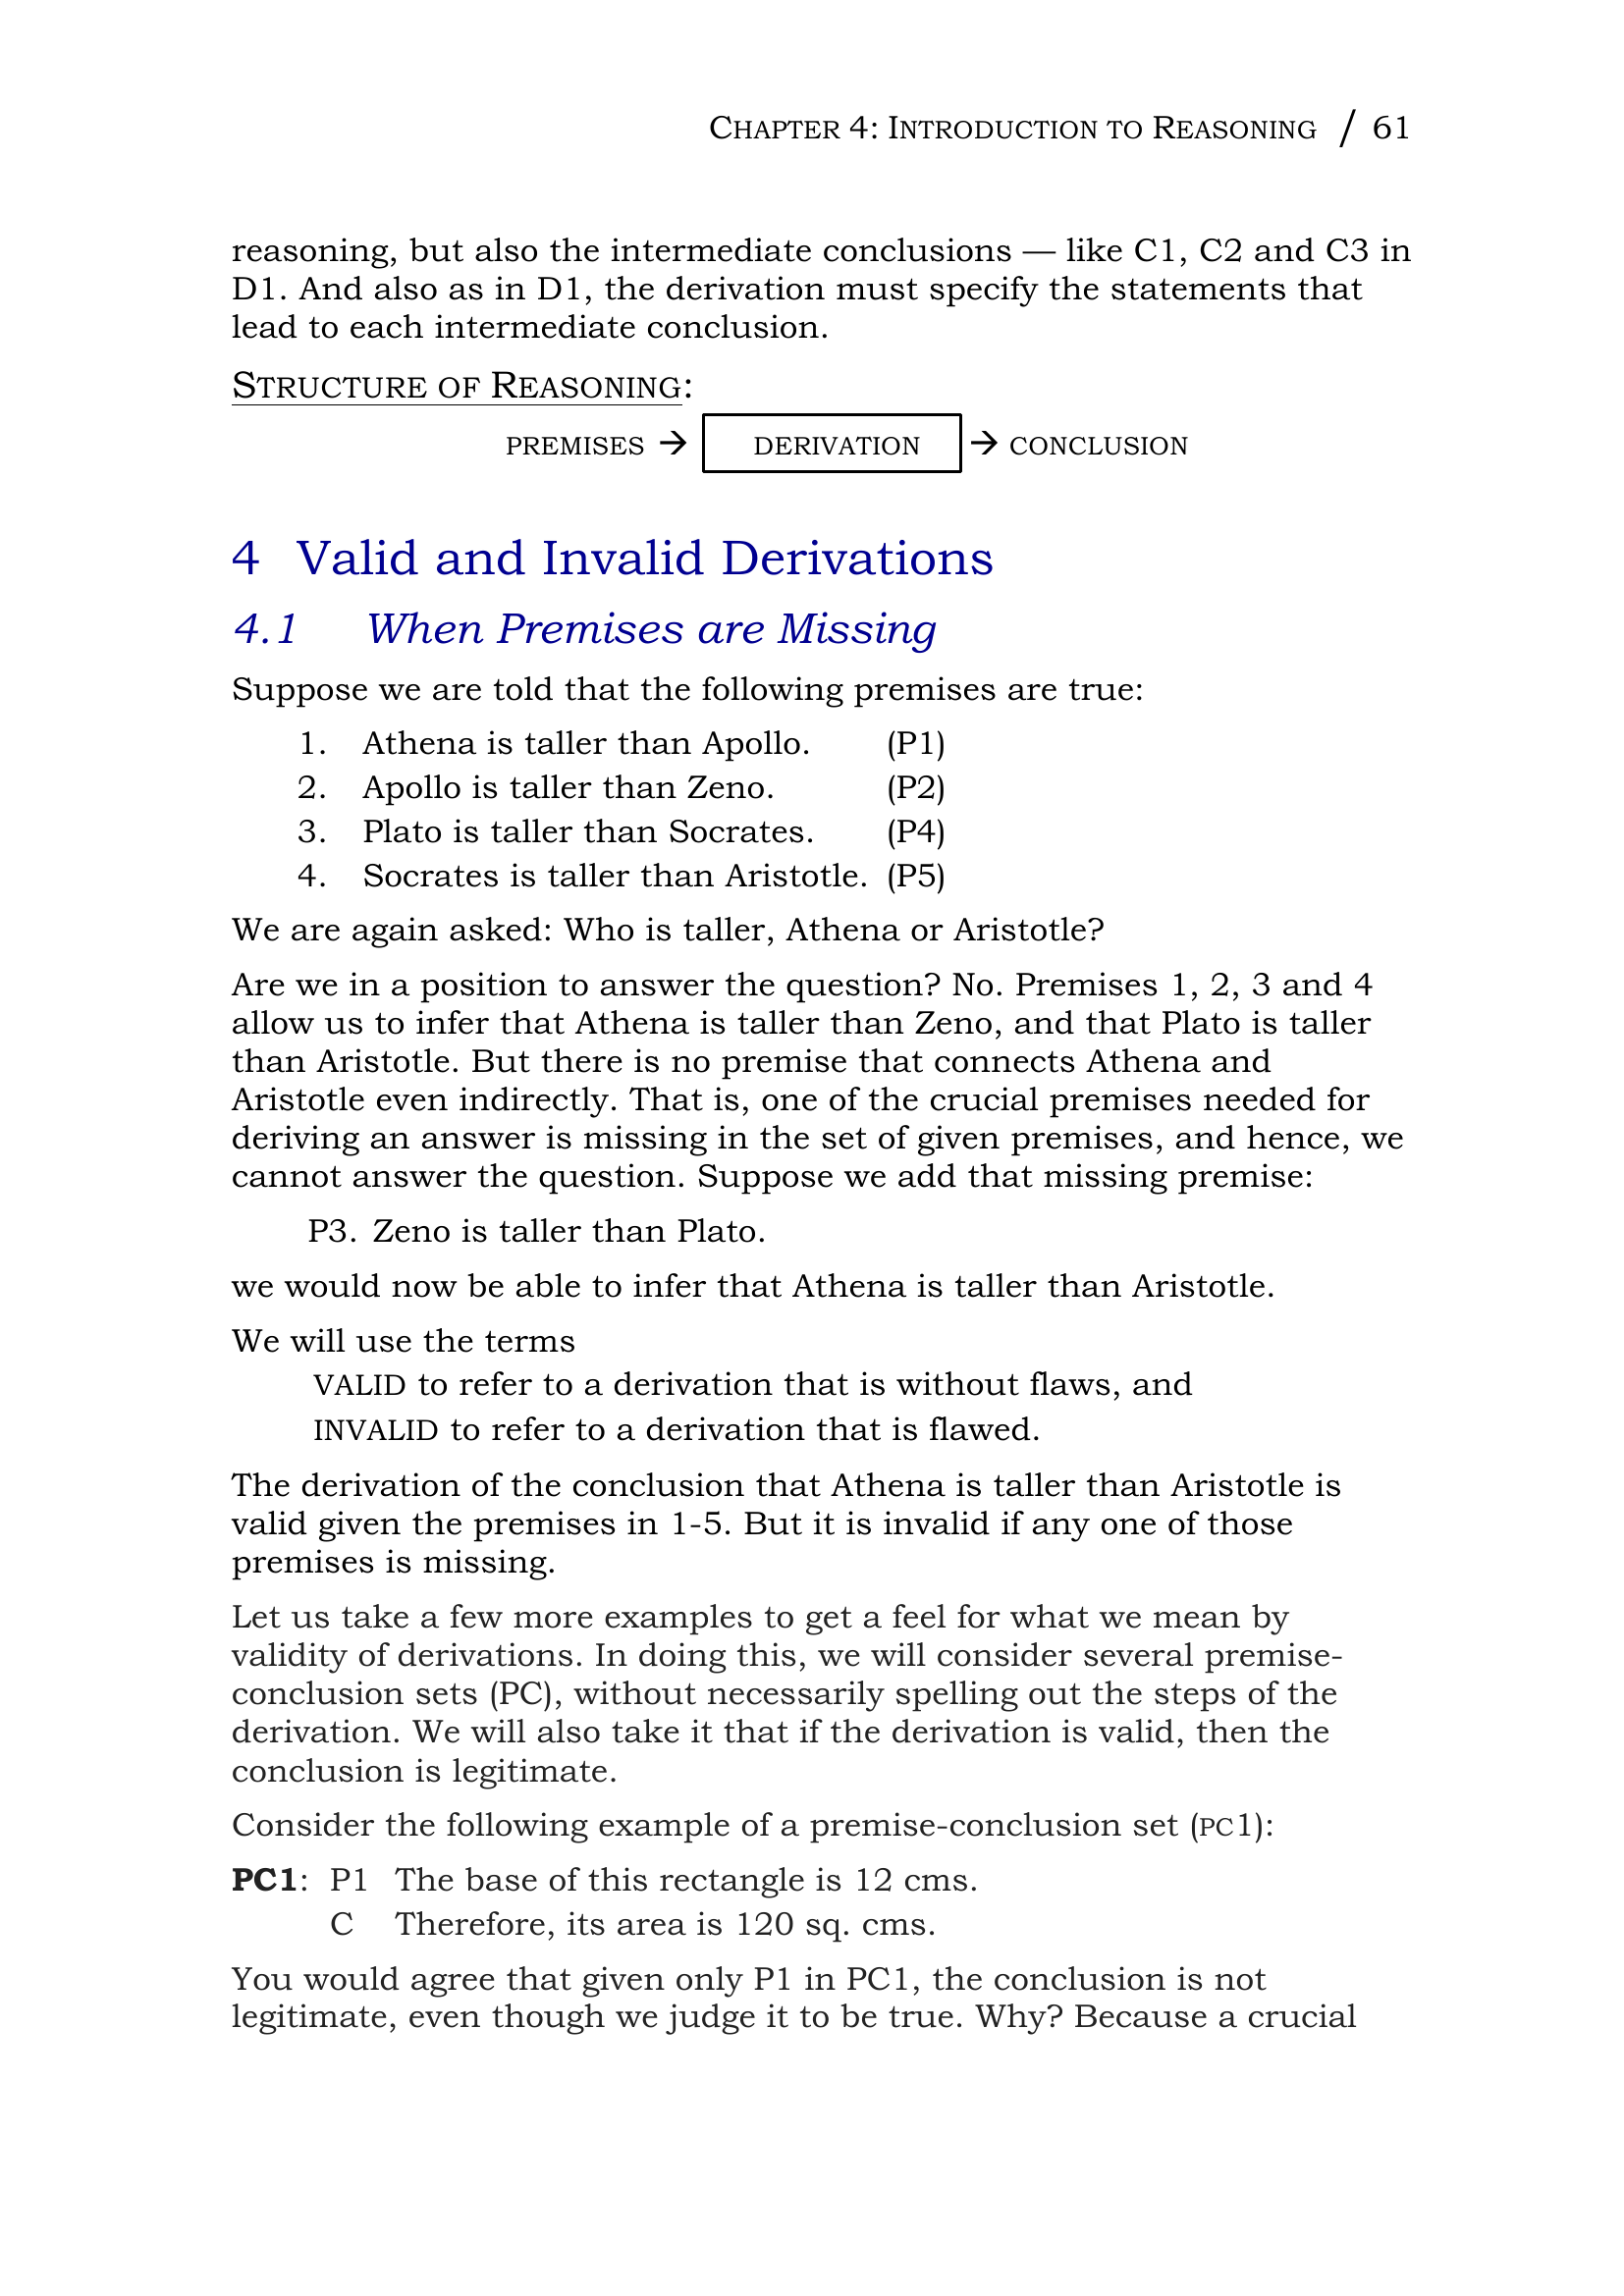 CHAPTER 4: INTRODUCTION TO REASONING / 61
reasoning, but also the intermediate conclusions — like C1, C2 and C3 in
D1. And also as in D1, the derivation must specify the statements that
lead to each intermediate conclusion.
STRUCTURE OF REASONING:
PREMISES → DERIVATION → CONCLUSION
4 Valid and Invalid Derivations
4.1 When Premises are Missing
Suppose we are told that the following premises are true:
1. Athena is taller than Apollo. (P1)
2. Apollo is taller than Zeno. (P2)
3. Plato is taller than Socrates. (P4)
4. Socrates is taller than Aristotle. (P5)
We are again asked: Who is taller, Athena or Aristotle?
Are we in a position to answer the question? No. Premises 1, 2, 3 and 4
allow us to infer that Athena is taller than Zeno, and that Plato is taller
than Aristotle. But there is no premise that connects Athena and
Aristotle even indirectly. That is, one of the crucial premises needed for
deriving an answer is missing in the set of given premises, and hence, we
cannot answer the question. Suppose we add that missing premise:
P3. Zeno is taller than Plato.
we would now be able to infer that Athena is taller than Aristotle.
We will use the terms
VALID to refer to a derivation that is without flaws, and
INVALID to refer to a derivation that is flawed.
The derivation of the conclusion that Athena is taller than Aristotle is
valid given the premises in 1-5. But it is invalid if any one of those
premises is missing.
Let us take a few more examples to get a feel for what we mean by
validity of derivations. In doing this, we will consider several premise-
conclusion sets (PC), without necessarily spelling out the steps of the
derivation. We will also take it that if the derivation is valid, then the
conclusion is legitimate.
Consider the following example of a premise-conclusion set (PC1):
PC1: P1 The base of this rectangle is 12 cms.
C Therefore, its area is 120 sq. cms.
You would agree that given only P1 in PC1, the conclusion is not
legitimate, even though we judge it to be true. Why? Because a crucial